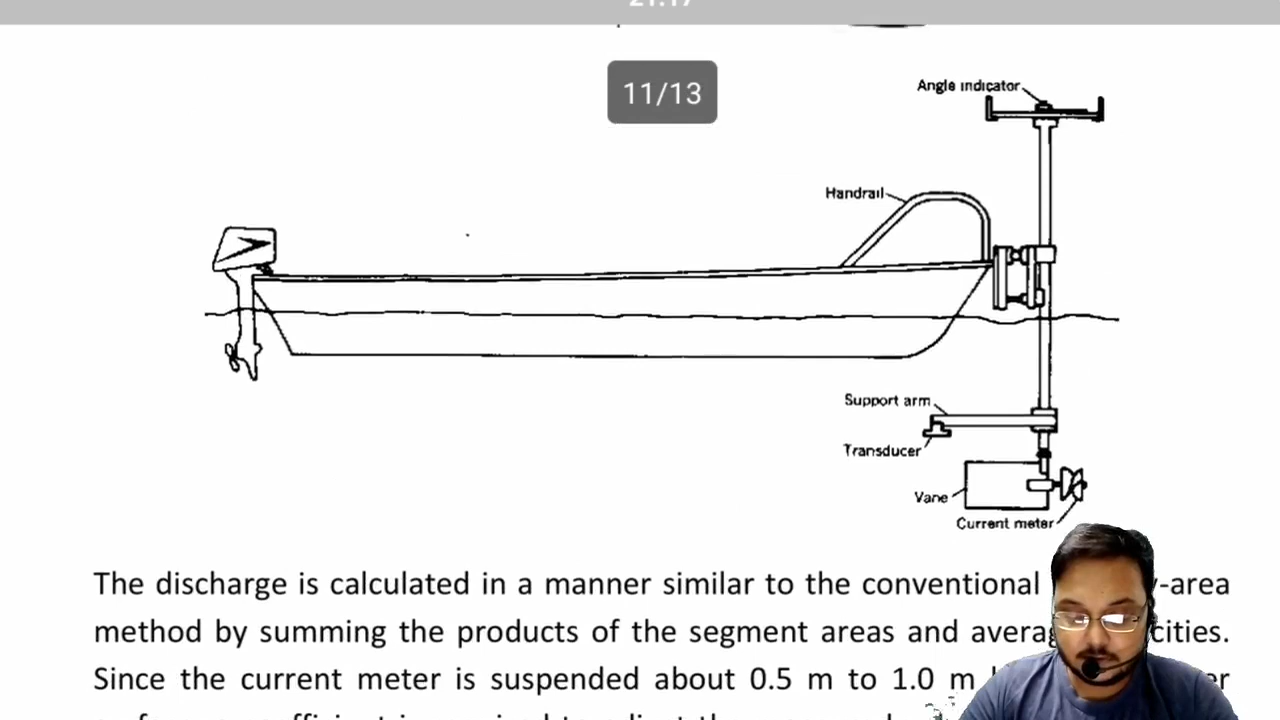 11/13
Angle indicator
Handrail
Support arm
Transducer
Vane
Current meter
The discharge is calculated in a manner similar to the conventional -area
method by summing the products of the segment areas and
Since the current meter is suspended about 0.5 m to 1.0 m